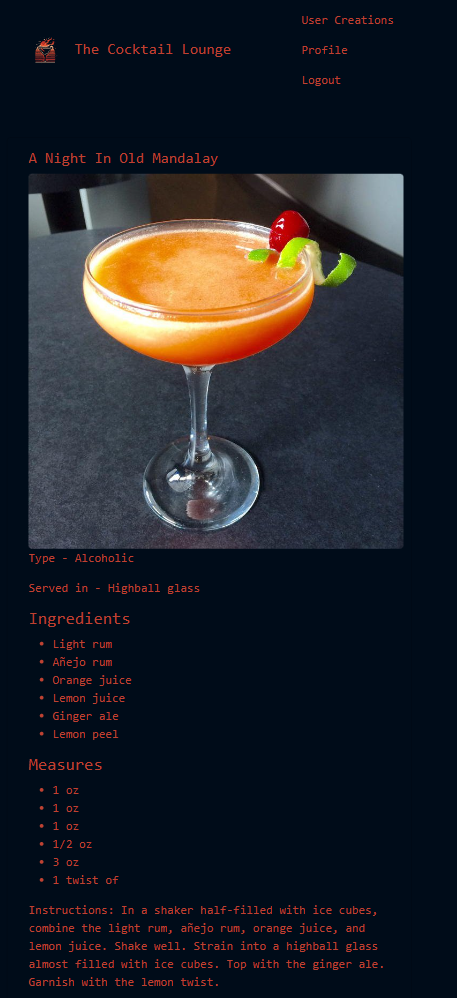 User Creations
The Cocktail Lounge
Profile
Logout
A Night In Old Mandalay
Type - Alcoholic
Served in - Highball glass
Ingredients
• Light rum
• Añejo rum
• Orange juice
• Lemon juice
• Ginger ale
• Lemon peel
Measures
• 1 oz
• 1 oz
• 1 oz
• 1/2 oz
• 3 oz
• 1 twist of
Instructions: In a shaker half-filled with ice cubes,
combine the light rum, añejo rum, orange juice, and
lemon juice. Shake well. Strain into a highball glass
almost filled with ice cubes. Top with the ginger ale.
Garnish with the lemon twist.